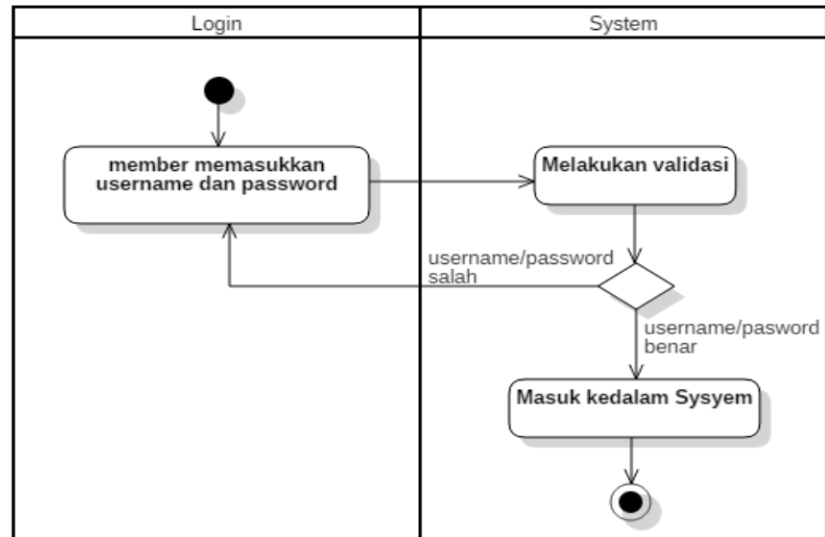 Login
System
member memasukkan
username dan password
Melakukan validasi
username/password
salah
username/pasword
benar
Masuk kedalam Sysyem